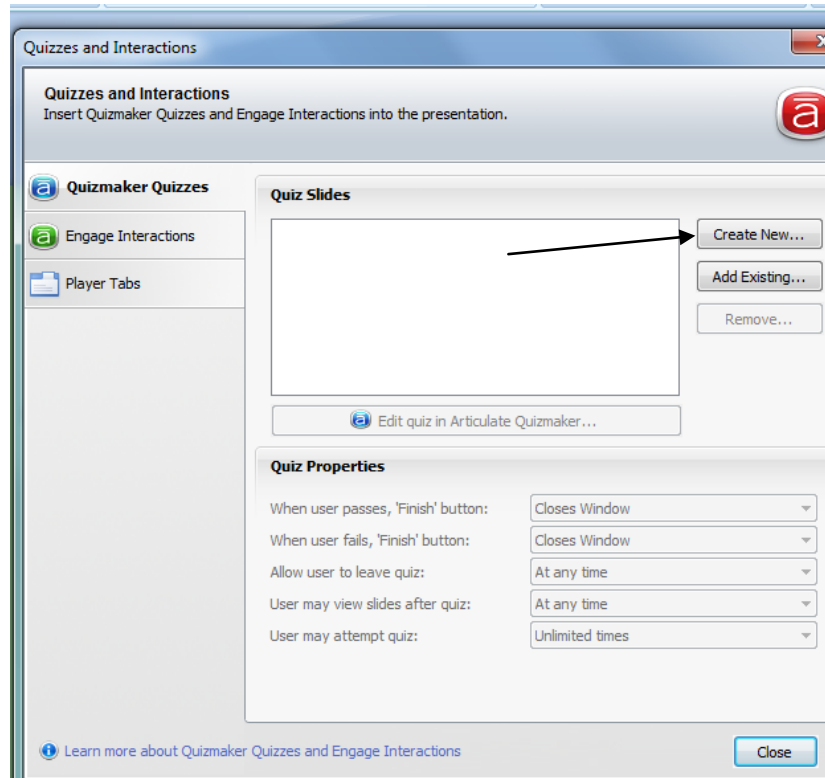 Quizzes and Interactions
Quizzes and Interactions
Insert Quizmaker Quizzes and Engage Interactions into the presentation.
Quizmaker Quizzes
Engage Interactions
Player Tabs
Quiz Slides
Create New...
Add Existing...
Remove...
Edit quiz in Articulate Quizmaker...
Quiz Properties
When user passes, 'Finish' button: Closes Window
When user fails, 'Finish' button: Closes Window
Allow user to leave quiz: At any time
User may view slides after quiz: At any time
User may attempt quiz: Unlimited times
Learn more about Quizmaker Quizzes and Engage Interactions
Close